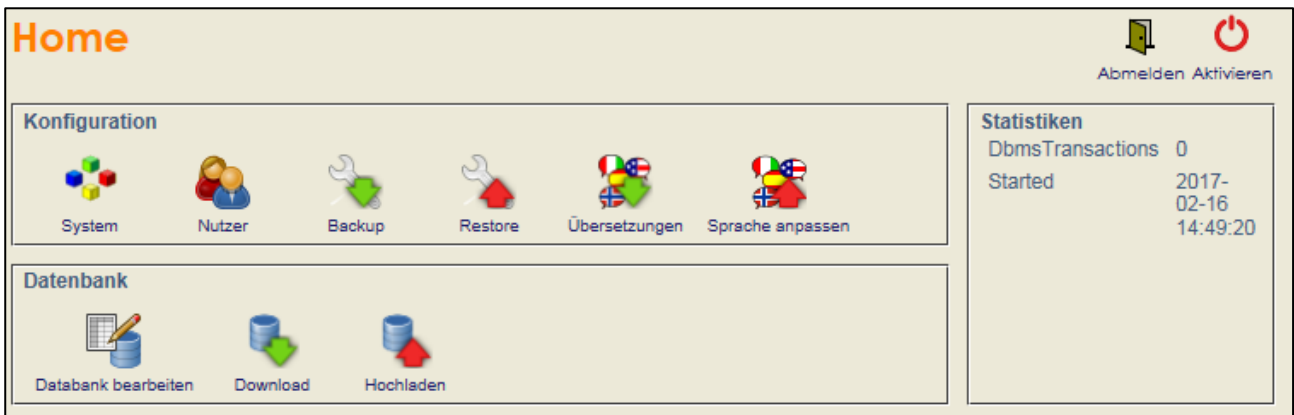 Home
Abmelden Aktivieren
Konfiguration
System Nutzer Backup Restore Übersetzungen Sprache anpassen
Datenbank
Databank bearbeiten Download Hochladen
Statistiken
DbmsTransactions 0
Started 2017-
02-16
14:49:20